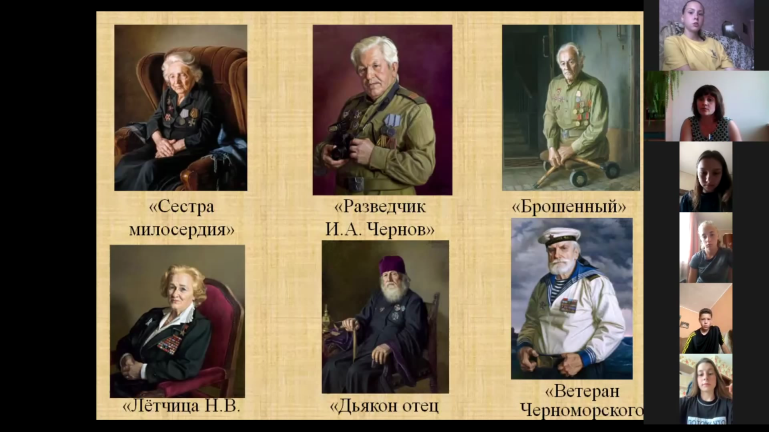 «Сестра
милосердия»
«Разведчик
И.А. Чернов»
«Брошенный»
«Лётчица Н.В.
«Дьякон отец
«Ветеран
Черноморского